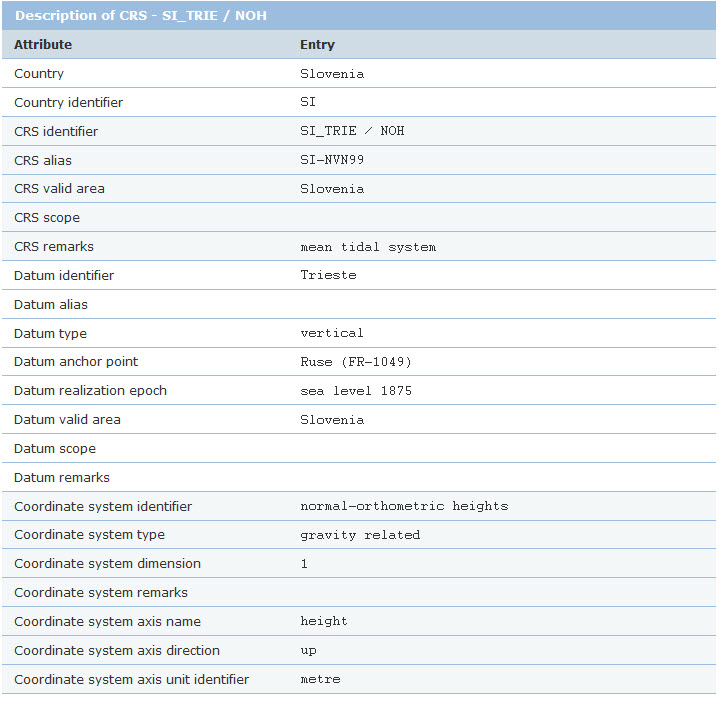 Description of CRS - SI_TRIE / NOH
Attribute Entry
Country Slovenia
Country identifier SI
CRS identifier SI_TRIE / NOH
CRS alias SI-NVN99
CRS valid area Slovenia
CRS scope
CRS remarks mean tidal system
Datum identifier Trieste
Datum alias
Datum type vertical
Datum anchor point Ruse (FR-1049)
Datum realization epoch sea level 1875
Datum valid area Slovenia
Datum scope
Datum remarks
Coordinate system identifier normal-orthometric heights
Coordinate system type gravity related
Coordinate system dimension 1
Coordinate system remarks
Coordinate system axis name height
Coordinate system axis direction up
Coordinate system axis unit identifier metre